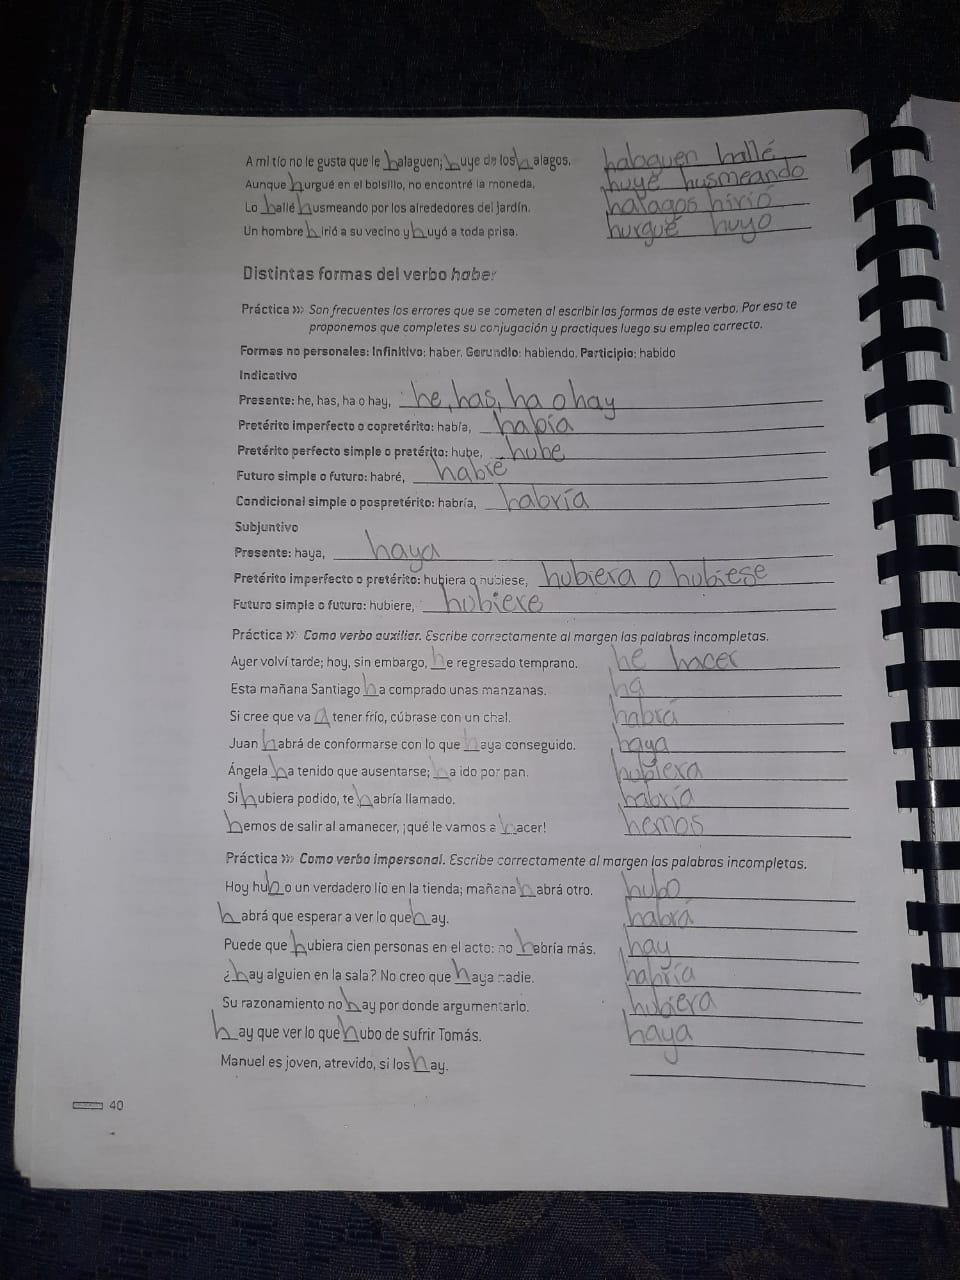 A mi tío no le gusta que le halaguen; huye de los halagos. halaguen hallé
Aunque hurgué en el bolsillo, no encontré la moneda. huye husmeando
Lo hallé husmeando por los alrededores del jardín. halagos hirió
Un hombre hirió a su vecino y huyó a toda prisa. hurgué huyo
Distintas formas del verbo haber
Práctica >>> Son frecuentes los errores que se cometen al escribir las formas de este verbo. Por eso te
proponemos que completes su conjugación y practiques luego su empleo correcto.
Formas no personales: Infinitivo: haber. Gerundio: habiendo. Participio: habido
Indicativo
Presente: he, has, ha o hay, he, has, ha o hay
Pretérito imperfecto o copretérito: había, había
Pretérito perfecto simple o pretérito: hube, hube
Futuro simple o futuro: habré, habré
Condicional simple o pospretérito: habría, habría
Subjuntivo
Presente: haya, haya
Pretérito imperfecto o pretérito: hubiera o hubiese, hubiera o hubiese
Futuro simple o futuro: hubiere, hubiere
Práctica >>> Como verbo auxiliar. Escribe correctamente al margen las palabras incompletas.
Ayer volví tarde; hoy, sin embargo, he regresado temprano. he hacer
Esta mañana Santiago ha comprado unas manzanas. ha
Si cree que va a tener frío, cúbrase con un chal. habrá
Juan habrá de conformarse con lo que haya conseguido. haya
Ángela ha tenido que ausentarse; ha ido por pan. hubiera
Si hubiera podido, te habría llamado. habría
hemos de salir al amanecer, ¡qué le vamos a hacer! hemos
Práctica >>> Como verbo impersonal. Escribe correctamente al margen las palabras incompletas.
Hoy hubo un verdadero lío en la tienda; mañana habrá otro. hubo
habrá que esperar a ver lo que hay. habrá
Puede que hubiera cien personas en el acto: no habría más. hay
¿hay alguien en la sala? No creo que haya nadie. habría
Su razonamiento no hay por donde argumentarlo. hubiera
hay que ver lo que hubo de sufrir Tomás. haya
Manuel es joven, atrevido, si los hay.
40